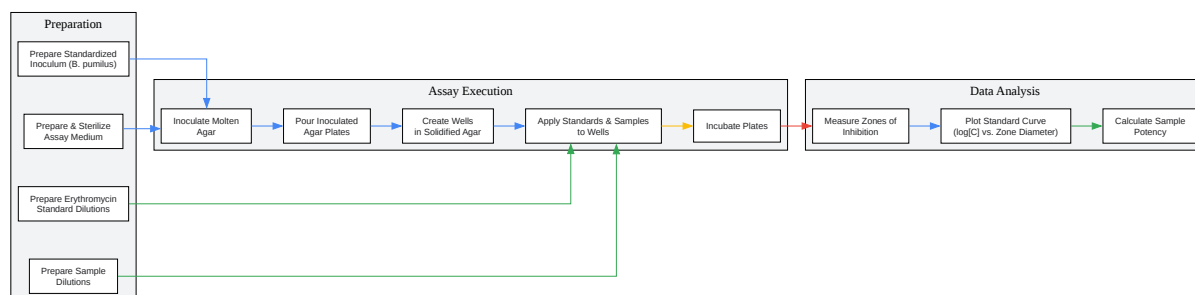 Preparation
Prepare Standardized
Inoculum (B. pumilus)
Prepare & Sterilize
Assay Medium
Prepare Erythromycin
Standard Dilutions
Prepare Sample
Dilutions
Assay Execution
Inoculate Molten
Agar
Pour Inoculated
Agar Plates
Create Wells
in Solidified Agar
Apply Standards & Samples
to Wells
Incubate Plates
Data Analysis
Measure Zones of
Inhibition
Plot Standard Curve
(log[C] vs. Zone Diameter)
Calculate Sample
Potency